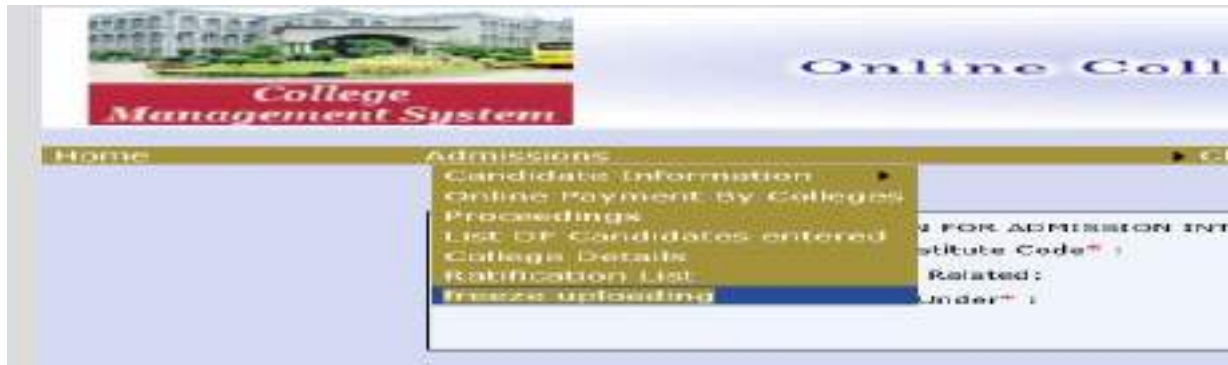 College
Management System
Online Coll
Home Admissions
Candidate Information
Online Payment By Colleges
Proceedings
List OF Candidates entered
College Details
Ratification List
freeze uploading
N FOR ADMISSION INT
stitute Code* :
Related:
Under* :